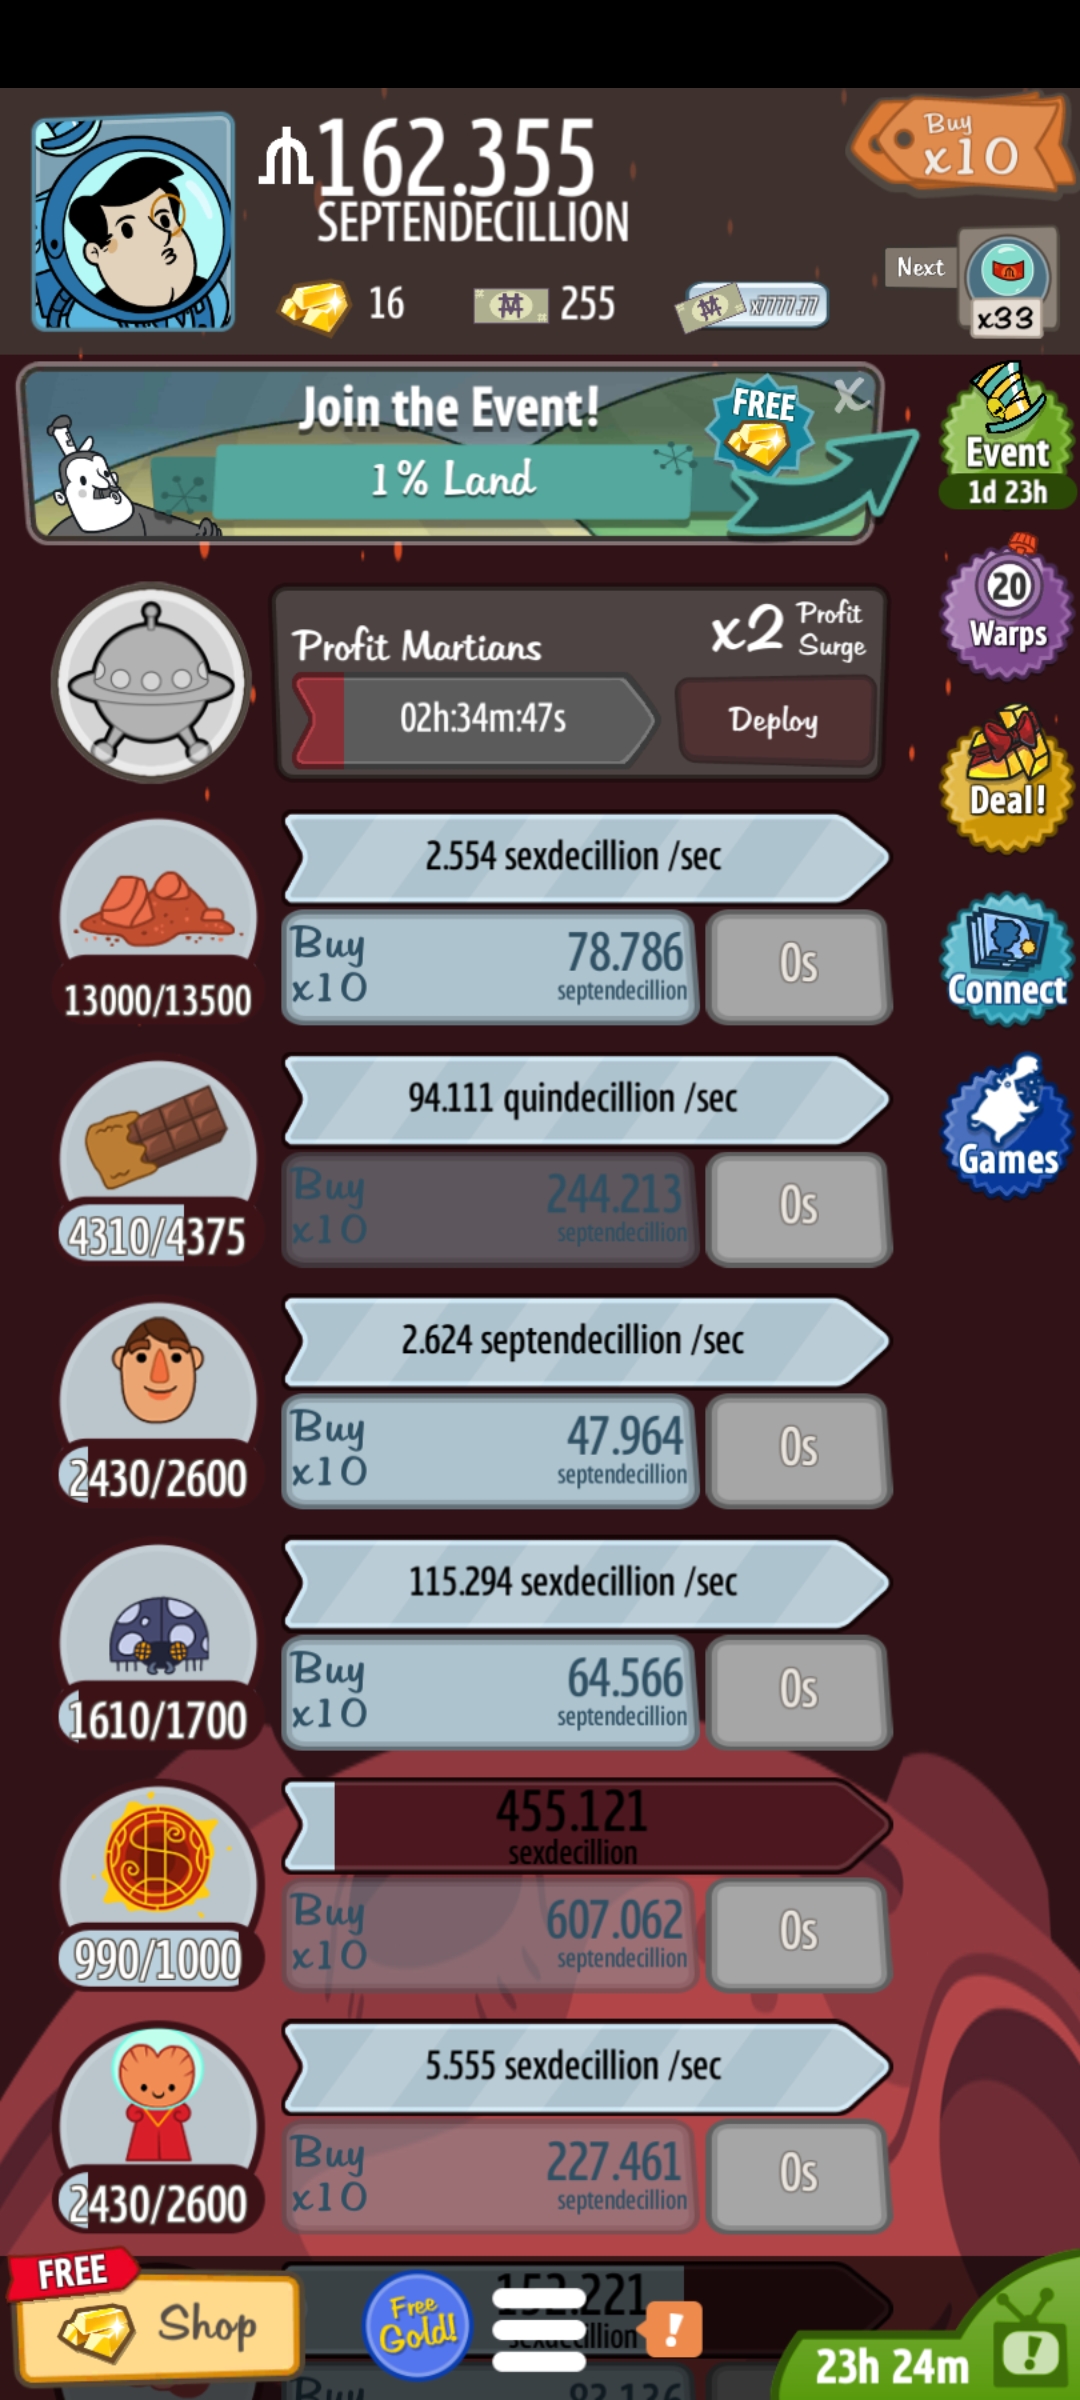 ₼162.355
SEPTENDECILLION
Buy
x10
16
255
x7777.77
Next
x33
Join the Event!
1% Land
FREE
X
Event
1d 23h
Profit Martians
x2 Profit
Surge
02h:34m:47s
Deploy
20
Warps
Deal!
2.554 sexdecillion /sec
Buy
x10
78.786
septendecillion
0s
13000/13500
Connect
94.111 quindecillion /sec
Buy
x10
244.213
septendecillion
0s
4310/4375
Games
2.624 septendecillion /sec
Buy
x10
47.964
septendecillion
0s
2430/2600
115.294 sexdecillion /sec
Buy
x10
64.566
septendecillion
0s
1610/1700
455.121
sexdecillion
Buy
x10
607.062
septendecillion
0s
990/1000
5.555 sexdecillion /sec
Buy
x10
227.461
septendecillion
0s
2430/2600
FREE
Shop
Free
Gold!
!
23h 24m
!
Buy